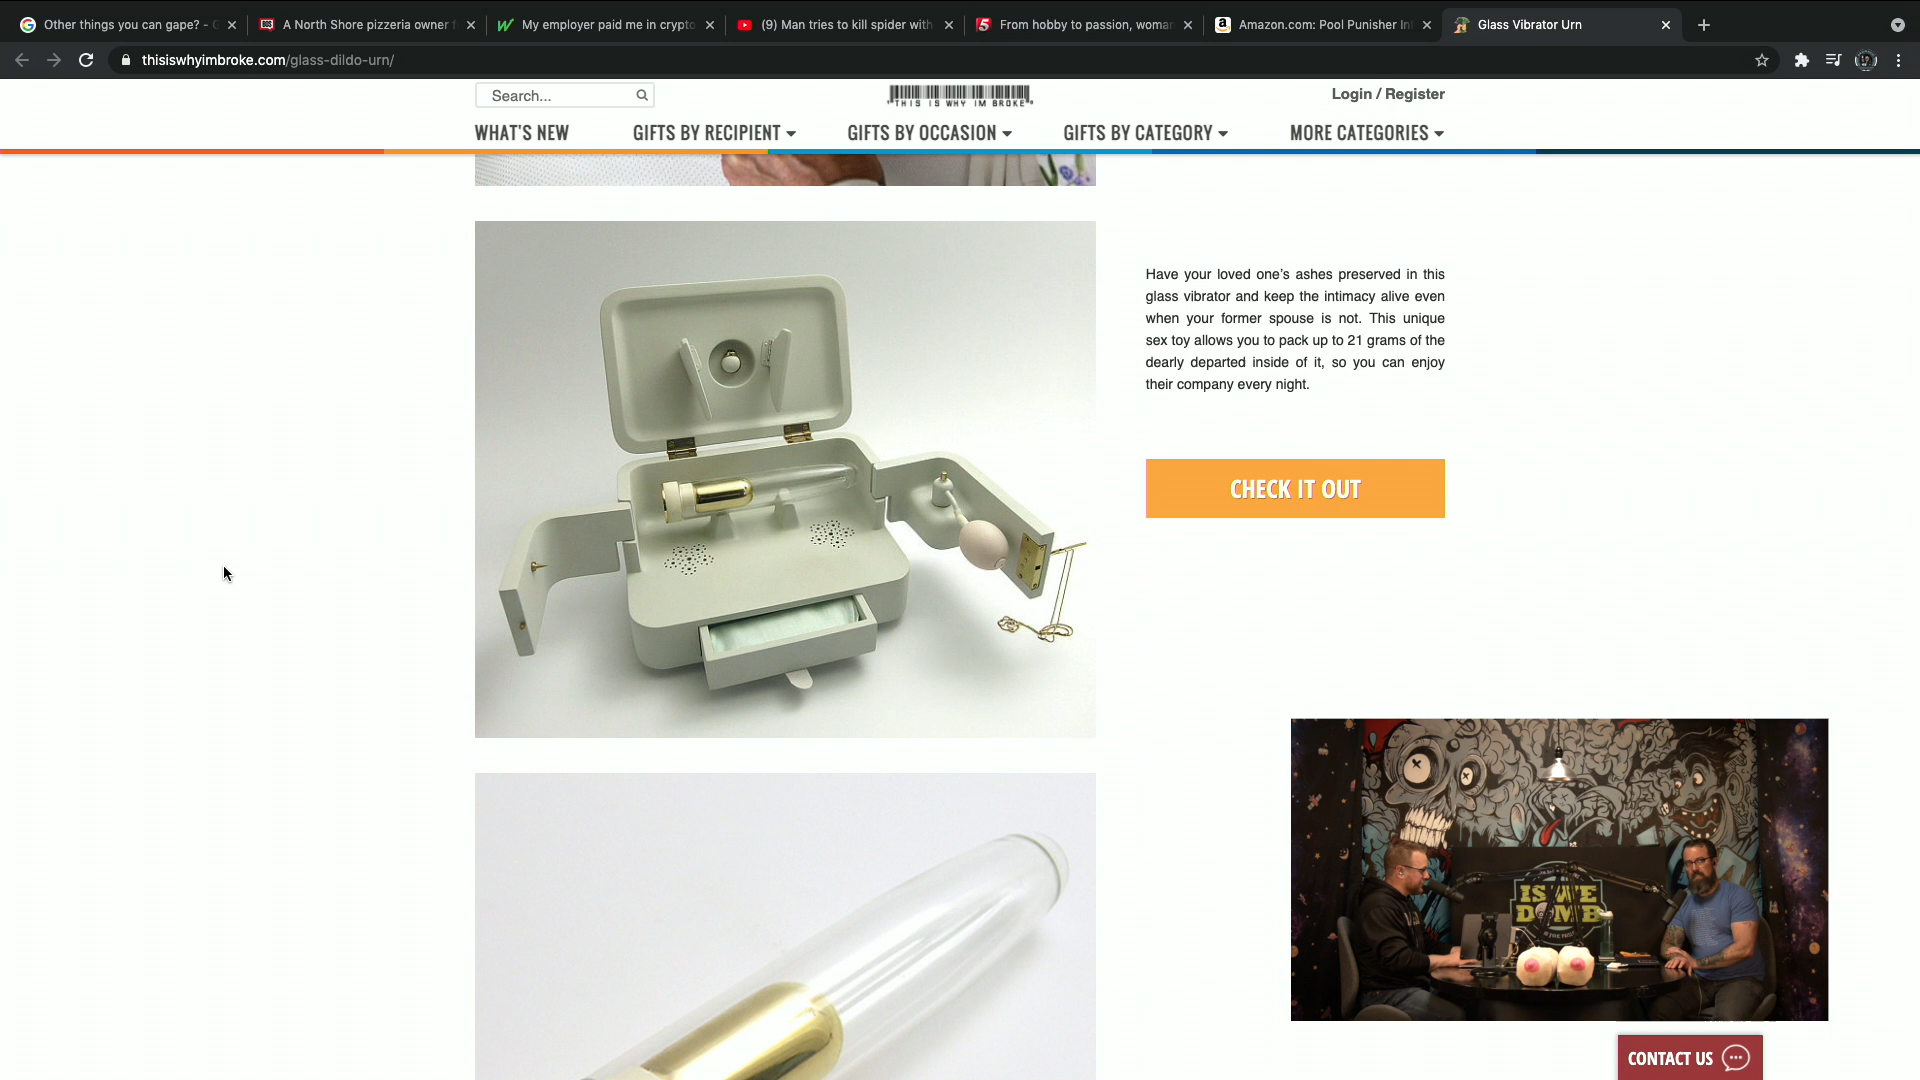 Other things you can gape? - G
A North Shore pizzeria owner f
My employer paid me in crypto
(9) Man tries to kill spider with
From hobby to passion, woman
Amazon.com: Pool Punisher In
Glass Vibrator Urn
thisiswhyimbroke.com/glass-dildo-urn/
Search...
THIS IS WHY IM BROKE
Login / Register
WHAT'S NEW
GIFTS BY RECIPIENT
GIFTS BY OCCASION
GIFTS BY CATEGORY
MORE CATEGORIES
Have your loved one's ashes preserved in this
glass vibrator and keep the intimacy alive even
when your former spouse is not. This unique
sex toy allows you to pack up to 21 grams of the
dearly departed inside of it, so you can enjoy
their company every night.
CHECK IT OUT
IS WE
DUMB
CONTACT US